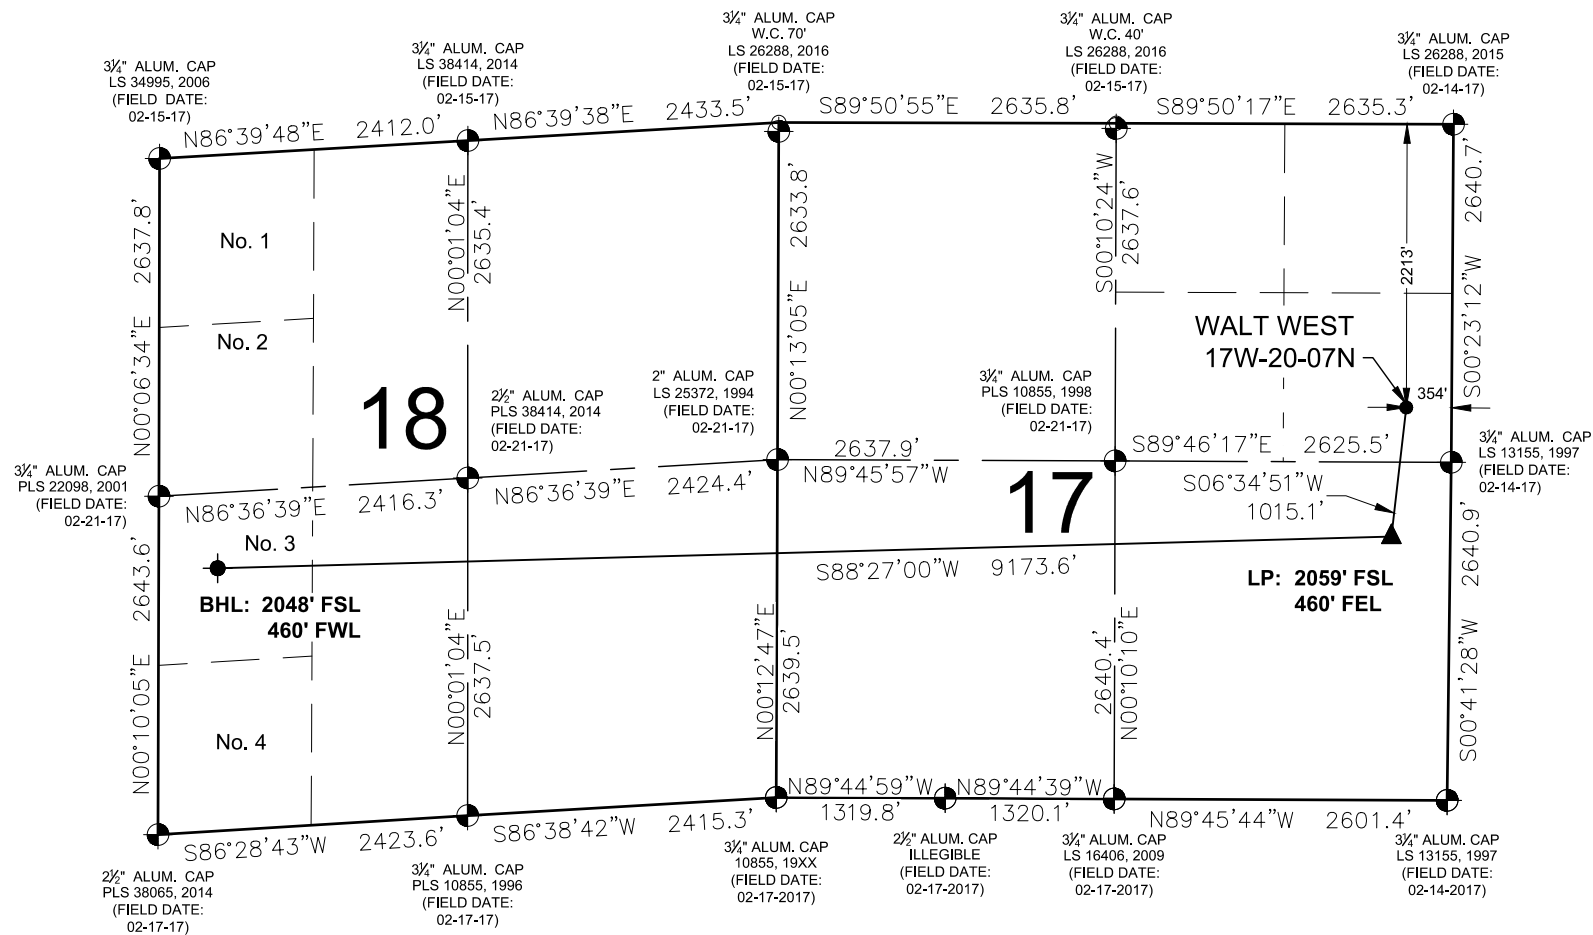 3¼" ALUM. CAP
LS 34995, 2006
(FIELD DATE:
02-15-17)
3¼" ALUM. CAP
LS 38414, 2014
(FIELD DATE:
02-15-17)
3¼" ALUM. CAP
W.C. 70'
LS 26288, 2016
(FIELD DATE:
02-15-17)
3¼" ALUM. CAP
W.C. 40'
LS 26288, 2016
(FIELD DATE:
02-15-17)
3¼" ALUM. CAP
LS 26288, 2015
(FIELD DATE:
02-14-17)
N86°39'48"E 2412.0'
N86°39'38"E 2433.5'
S89°50'55"E 2635.8'
S89°50'17"E 2635.3'
2637.8'
N00°06'34"E
No. 1
No. 2
N00°01'04"E
2635.4'
2633.8'
N00°13'05"E
S00°10'24"W
2637.6'
2213'
2640.7'
S00°23'12"W
WALT WEST
17W-20-07N
354'
18
2½" ALUM. CAP
PLS 38414, 2014
(FIELD DATE:
02-21-17)
2" ALUM. CAP
LS 25372, 1994
(FIELD DATE:
02-21-17)
3¼" ALUM. CAP
PLS 10855, 1998
(FIELD DATE:
02-21-17)
3¼" ALUM. CAP
LS 13155, 1997
(FIELD DATE:
02-14-17)
3¼" ALUM. CAP
PLS 22098, 2001
(FIELD DATE:
02-21-17)
N86°36'39"E 2416.3'
N86°36'39"E 2424.4'
2637.9'
N89°45'57"W
S89°46'17"E 2625.5'
17
S06°34'51"W
1015.1'
No. 3
BHL: 2048' FSL
460' FWL
S88°27'00"W 9173.6'
LP: 2059' FSL
460' FEL
2643.6'
N00°10'05"E
No. 4
N00°01'04"E
2637.5'
N00°12'47"E
2639.5'
2640.4'
N00°10'10"E
2640.9'
S00°41'28"W
S86°28'43"W 2423.6'
S86°38'42"W 2415.3'
N89°44'59"W
1319.8'
N89°44'39"W
1320.1'
N89°45'44"W 2601.4'
2½" ALUM. CAP
PLS 38065, 2014
(FIELD DATE:
02-17-17)
3¼" ALUM. CAP
PLS 10855, 1996
(FIELD DATE:
02-17-17)
3¼" ALUM. CAP
10855, 19XX
(FIELD DATE:
02-17-2017)
2½" ALUM. CAP
ILLEGIBLE
(FIELD DATE:
02-17-2017)
3¼" ALUM. CAP
LS 16406, 2009
(FIELD DATE:
02-17-2017)
3¼" ALUM. CAP
LS 13155, 1997
(FIELD DATE:
02-14-2017)